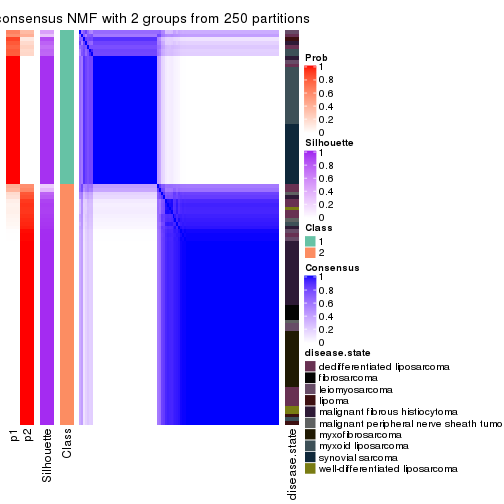 consensus NMF with 2 groups from 250 partitions
Prob
1
0.8
0.6
0.4
0.2
0
Silhouette
1
0.8
0.6
0.4
0.2
0
Class
1
2
Consensus
1
0.8
0.6
0.4
0.2
0
disease.state
dedifferentiated liposarcoma
fibrosarcoma
leiomyosarcoma
lipoma
malignant fibrous histiocytoma
malignant peripheral nerve sheath tumo
myxofibrosarcoma
myxoid liposarcoma
synovial sarcoma
well-differentiated liposarcoma
p1
p2
Silhouette
Class
disease.state